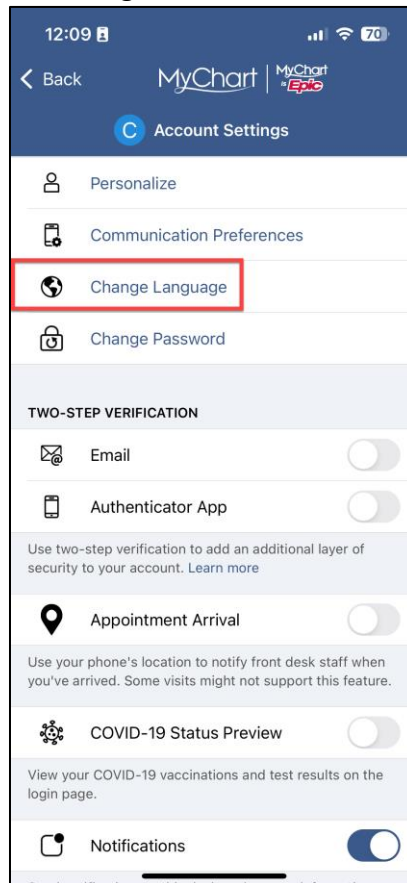 12:09
70
Back
MyChart
MyChart
Epic
C
Account Settings
Personalize
Communication Preferences
Change Language
Change Password
TWO-STEP VERIFICATION
Email
Authenticator App
Use two-step verification to add an additional layer of
security to your account. Learn more
Appointment Arrival
Use your phone's location to notify front desk staff when
you've arrived. Some visits might not support this feature.
COVID-19 Status Preview
View your COVID-19 vaccinations and test results on the
login page.
Notifications